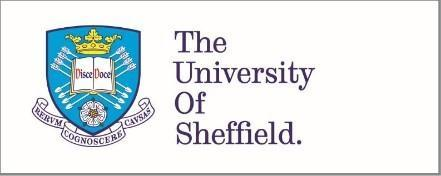 Disce Doce
RERVM COGNOSCERE CAVSAS
The
University
Of
Sheffield.